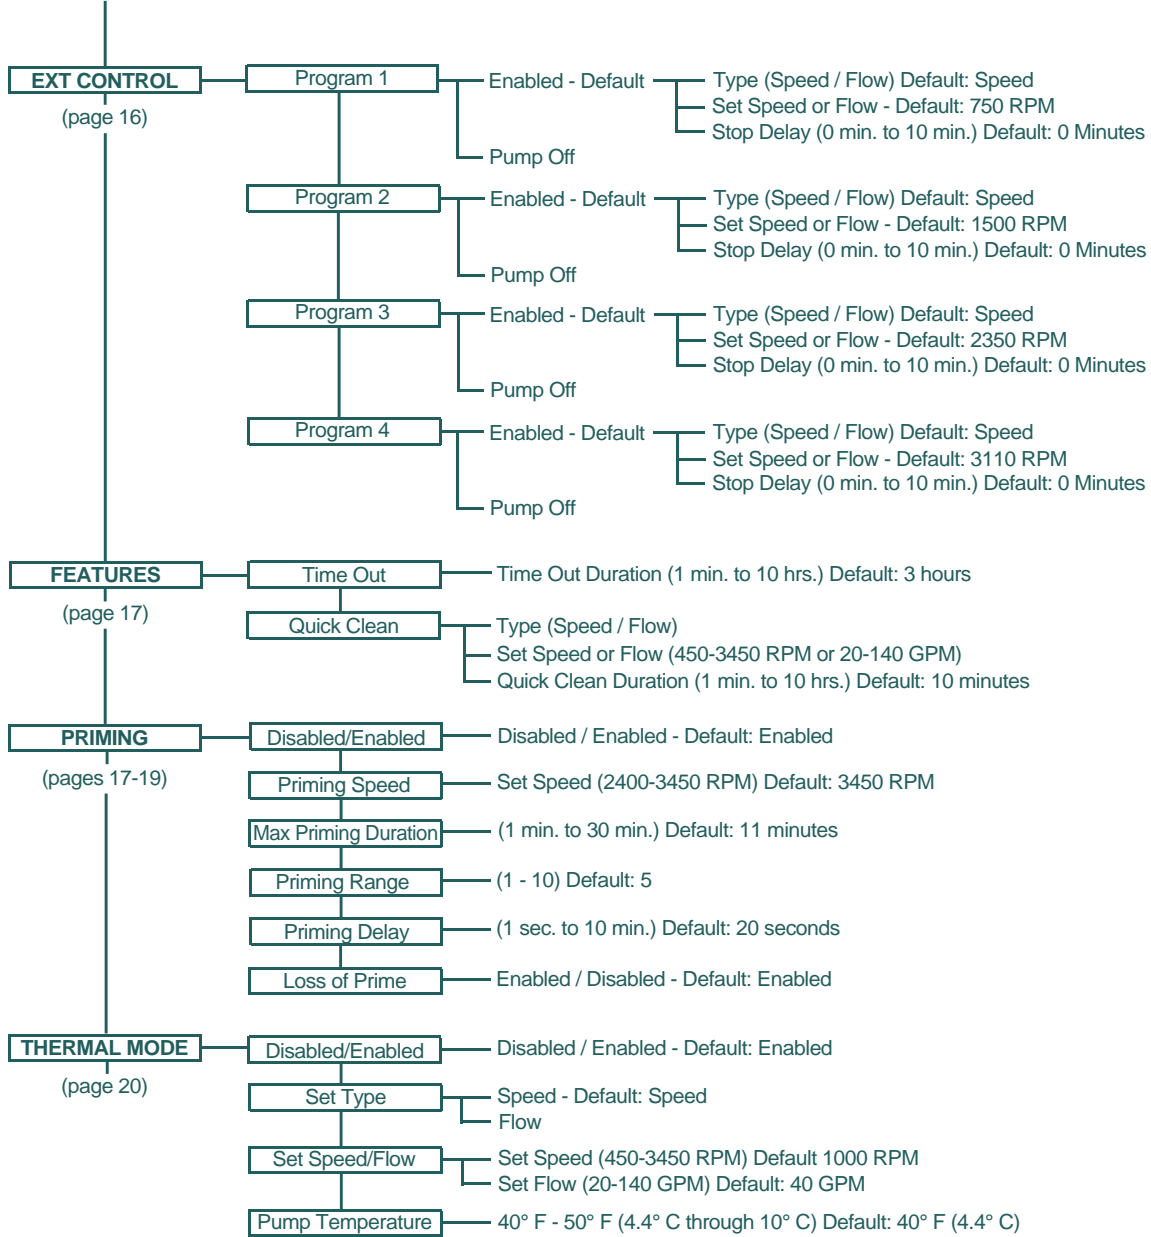 EXT CONTROL
(page 16)
Program 1
Enabled - Default
Type (Speed / Flow) Default: Speed
Set Speed or Flow - Default: 750 RPM
Stop Delay (0 min. to 10 min.) Default: 0 Minutes
Pump Off
Program 2
Enabled - Default
Type (Speed / Flow) Default: Speed
Set Speed or Flow - Default: 1500 RPM
Stop Delay (0 min. to 10 min.) Default: 0 Minutes
Pump Off
Program 3
Enabled - Default
Type (Speed / Flow) Default: Speed
Set Speed or Flow - Default: 2350 RPM
Stop Delay (0 min. to 10 min.) Default: 0 Minutes
Pump Off
Program 4
Enabled - Default
Type (Speed / Flow) Default: Speed
Set Speed or Flow - Default: 3110 RPM
Stop Delay (0 min. to 10 min.) Default: 0 Minutes
Pump Off
FEATURES
(page 17)
Time Out
Time Out Duration (1 min. to 10 hrs.) Default: 3 hours
Quick Clean
Type (Speed / Flow)
Set Speed or Flow (450-3450 RPM or 20-140 GPM)
Quick Clean Duration (1 min. to 10 hrs.) Default: 10 minutes
PRIMING
(pages 17-19)
Disabled/Enabled
Disabled / Enabled - Default: Enabled
Priming Speed
Set Speed (2400-3450 RPM) Default: 3450 RPM
Max Priming Duration
(1 min. to 30 min.) Default: 11 minutes
Priming Range
(1 - 10) Default: 5
Priming Delay
(1 sec. to 10 min.) Default: 20 seconds
Loss of Prime
Enabled / Disabled - Default: Enabled
THERMAL MODE
(page 20)
Disabled/Enabled
Disabled / Enabled - Default: Enabled
Set Type
Speed - Default: Speed
Flow
Set Speed/Flow
Set Speed (450-3450 RPM) Default 1000 RPM
Set Flow (20-140 GPM) Default: 40 GPM
Pump Temperature
40° F - 50° F (4.4° C through 10° C) Default: 40° F (4.4° C)